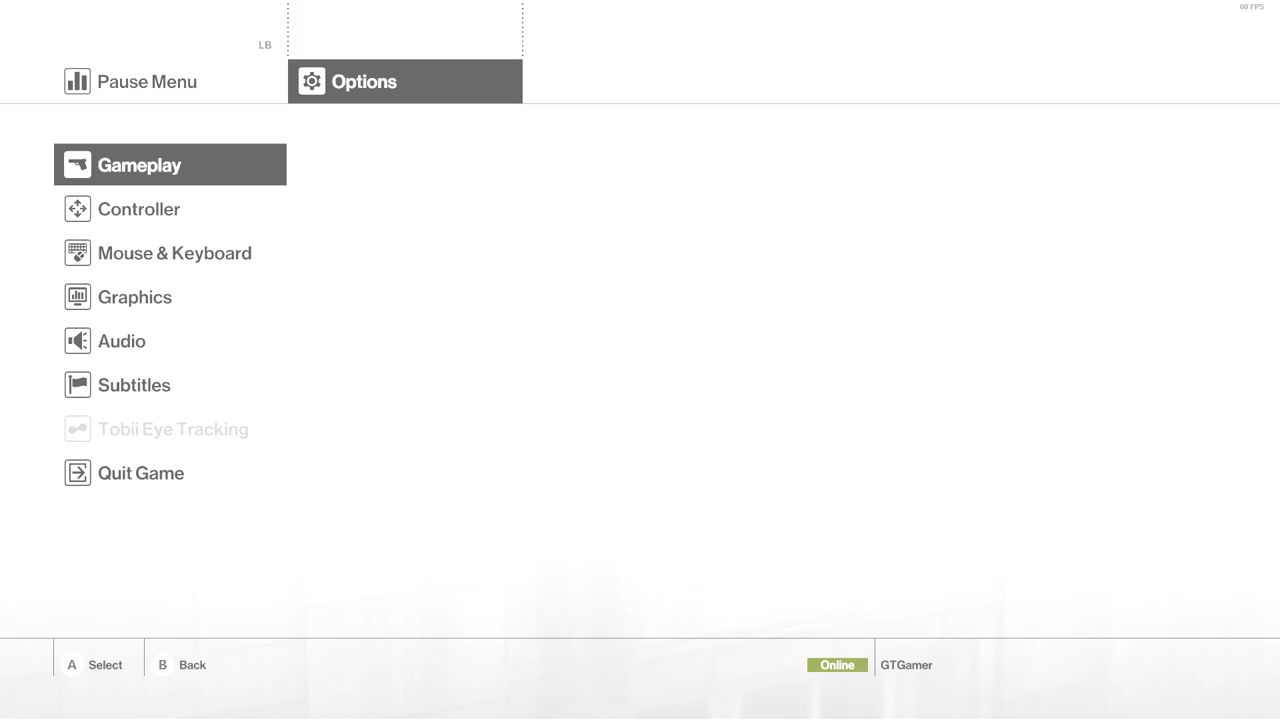 60 FPS
LB
Pause Menu
Options
Gameplay
Controller
Mouse & Keyboard
Graphics
Audio
Subtitles
Tobii Eye Tracking
Quit Game
A Select B Back Online GTGamer